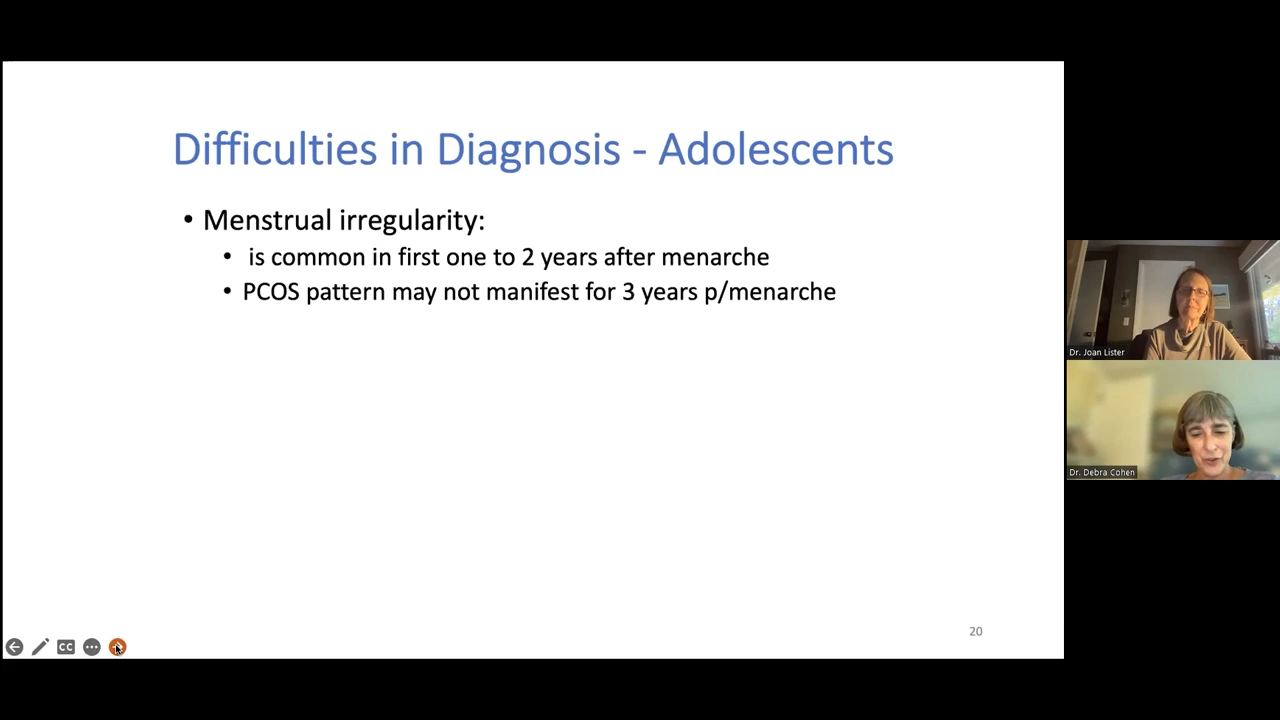 Difficulties in Diagnosis - Adolescents
• Menstrual irregularity:
• is common in first one to 2 years after menarche
• PCOS pattern may not manifest for 3 years p/menarche
Dr. Joan Lister
Dr. Debra Cohen
20
CC